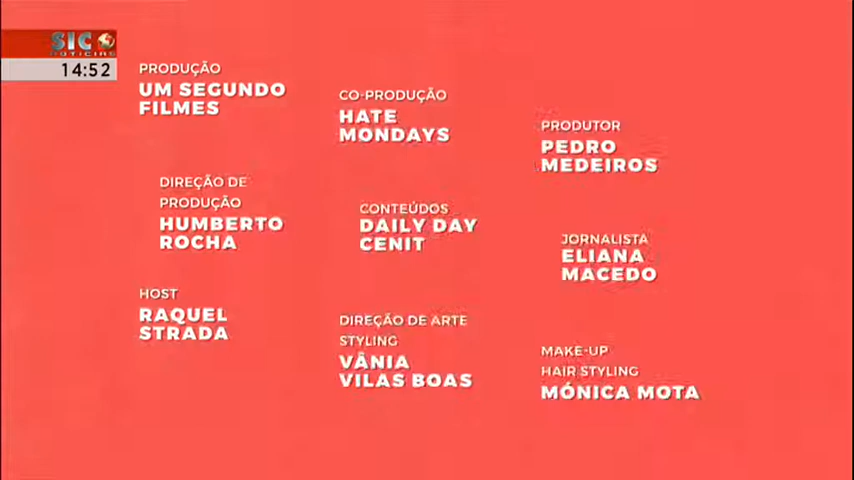 SIC
NOTÍCIAS
14:52
PRODUÇÃO
UM SEGUNDO
FILMES
CO-PRODUÇÃO
HATE
MONDAYS
PRODUTOR
PEDRO
MEDEIROS
DIREÇÃO DE
PRODUÇÃO
HUMBERTO
ROCHA
CONTEÚDOS
DAILY DAY
CENIT
JORNALISTA
ELIANA
MACEDO
HOST
RAQUEL
STRADA
DIREÇÃO DE ARTE
STYLING
VÂNIA
VILAS BOAS
MAKE-UP
HAIR STYLING
MÓNICA MOTA